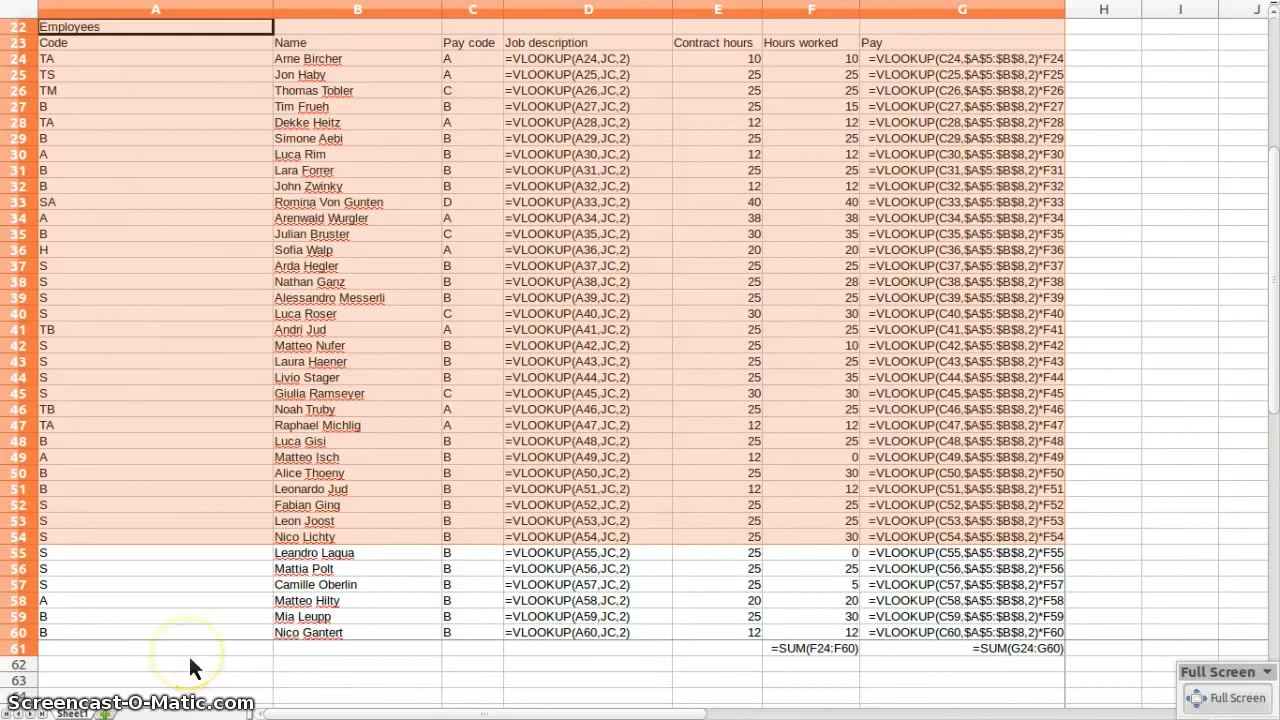 A B C D E F G H I J
22 Employees
23 Code Name Pay code Job description Contract hours Hours worked Pay
24 TA Arne Bircher A =VLOOKUP(A24,JC,2) 10 10 =VLOOKUP(C24,$A$5:$B$8,2)*F24
25 TS Jon Haby A =VLOOKUP(A25,JC,2) 25 25 =VLOOKUP(C25,$A$5:$B$8,2)*F25
26 TM Thomas Tobler C =VLOOKUP(A26,JC,2) 25 25 =VLOOKUP(C26,$A$5:$B$8,2)*F26
27 B Tim Frueh B =VLOOKUP(A27,JC,2) 25 15 =VLOOKUP(C27,$A$5:$B$8,2)*F27
28 TA Dekke Heitz A =VLOOKUP(A28,JC,2) 12 12 =VLOOKUP(C28,$A$5:$B$8,2)*F28
29 B Simone Aebi B =VLOOKUP(A29,JC,2) 25 25 =VLOOKUP(C29,$A$5:$B$8,2)*F29
30 A Luca Rim B =VLOOKUP(A30,JC,2) 12 12 =VLOOKUP(C30,$A$5:$B$8,2)*F30
31 B Lara Forrer B =VLOOKUP(A31,JC,2) 25 25 =VLOOKUP(C31,$A$5:$B$8,2)*F31
32 B John Zwinky B =VLOOKUP(A32,JC,2) 12 12 =VLOOKUP(C32,$A$5:$B$8,2)*F32
33 SA Romina Von Gunten D =VLOOKUP(A33,JC,2) 40 40 =VLOOKUP(C33,$A$5:$B$8,2)*F33
34 A Arenwald Wurgler A =VLOOKUP(A34,JC,2) 38 38 =VLOOKUP(C34,$A$5:$B$8,2)*F34
35 B Julian Bruster C =VLOOKUP(A35,JC,2) 30 35 =VLOOKUP(C35,$A$5:$B$8,2)*F35
36 H Sofia Walp A =VLOOKUP(A36,JC,2) 20 20 =VLOOKUP(C36,$A$5:$B$8,2)*F36
37 S Arda Hegler B =VLOOKUP(A37,JC,2) 25 25 =VLOOKUP(C37,$A$5:$B$8,2)*F37
38 S Nathan Ganz B =VLOOKUP(A38,JC,2) 25 28 =VLOOKUP(C38,$A$5:$B$8,2)*F38
39 S Alessandro Messerli B =VLOOKUP(A39,JC,2) 25 25 =VLOOKUP(C39,$A$5:$B$8,2)*F39
40 S Luca Roser C =VLOOKUP(A40,JC,2) 30 30 =VLOOKUP(C40,$A$5:$B$8,2)*F40
41 TB Andri Jud A =VLOOKUP(A41,JC,2) 25 25 =VLOOKUP(C41,$A$5:$B$8,2)*F41
42 S Matteo Nufer B =VLOOKUP(A42,JC,2) 25 10 =VLOOKUP(C42,$A$5:$B$8,2)*F42
43 S Laura Haener B =VLOOKUP(A43,JC,2) 25 25 =VLOOKUP(C43,$A$5:$B$8,2)*F43
44 S Livio Stager B =VLOOKUP(A44,JC,2) 25 35 =VLOOKUP(C44,$A$5:$B$8,2)*F44
45 S Giulia Ramseyer C =VLOOKUP(A45,JC,2) 30 30 =VLOOKUP(C45,$A$5:$B$8,2)*F45
46 TB Noah Truby A =VLOOKUP(A46,JC,2) 25 25 =VLOOKUP(C46,$A$5:$B$8,2)*F46
47 TA Raphael Michlig A =VLOOKUP(A47,JC,2) 12 12 =VLOOKUP(C47,$A$5:$B$8,2)*F47
48 B Luca Gisi B =VLOOKUP(A48,JC,2) 25 25 =VLOOKUP(C48,$A$5:$B$8,2)*F48
49 A Matteo Isch B =VLOOKUP(A49,JC,2) 12 0 =VLOOKUP(C49,$A$5:$B$8,2)*F49
50 B Alice Thoeny B =VLOOKUP(A50,JC,2) 25 30 =VLOOKUP(C50,$A$5:$B$8,2)*F50
51 B Leonardo Jud B =VLOOKUP(A51,JC,2) 12 12 =VLOOKUP(C51,$A$5:$B$8,2)*F51
52 S Fabian Ging B =VLOOKUP(A52,JC,2) 25 25 =VLOOKUP(C52,$A$5:$B$8,2)*F52
53 S Leon Joost B =VLOOKUP(A53,JC,2) 25 25 =VLOOKUP(C53,$A$5:$B$8,2)*F53
54 S Nico Lichty B =VLOOKUP(A54,JC,2) 25 30 =VLOOKUP(C54,$A$5:$B$8,2)*F54
55 S Leandro Lagua B =VLOOKUP(A55,JC,2) 25 0 =VLOOKUP(C55,$A$5:$B$8,2)*F55
56 S Mattia Polt B =VLOOKUP(A56,JC,2) 25 25 =VLOOKUP(C56,$A$5:$B$8,2)*F56
57 S Camille Oberlin B =VLOOKUP(A57,JC,2) 25 5 =VLOOKUP(C57,$A$5:$B$8,2)*F57
58 A Matteo Hilty B =VLOOKUP(A58,JC,2) 20 20 =VLOOKUP(C58,$A$5:$B$8,2)*F58
59 B Mia Leupp B =VLOOKUP(A59,JC,2) 25 30 =VLOOKUP(C59,$A$5:$B$8,2)*F59
60 B Nico Gantert B =VLOOKUP(A60,JC,2) 12 12 =VLOOKUP(C60,$A$5:$B$8,2)*F60
61 =SUM(F24:F60) =SUM(G24:G60)
62
63
Full Screen
Full Screen
Screencast-O-Matic.com
Sheet1